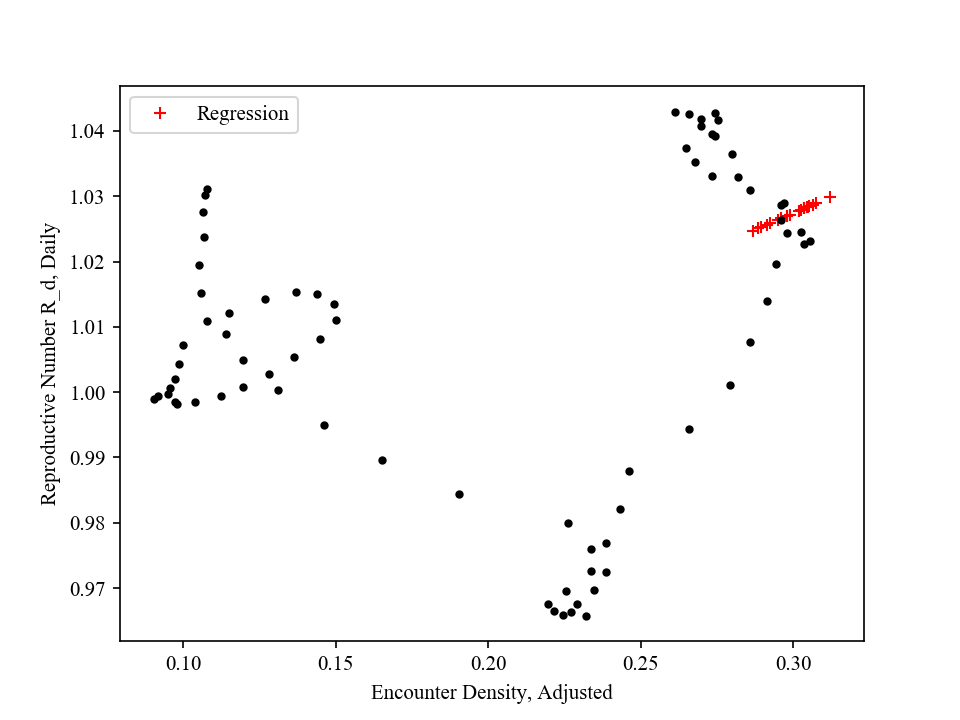 Regression
1.04
1.03
1.02
1.01
1.00
0.99
0.98
0.97
Reproductive Number R_d, Daily
0.10 0.15 0.20 0.25 0.30
Encounter Density, Adjusted